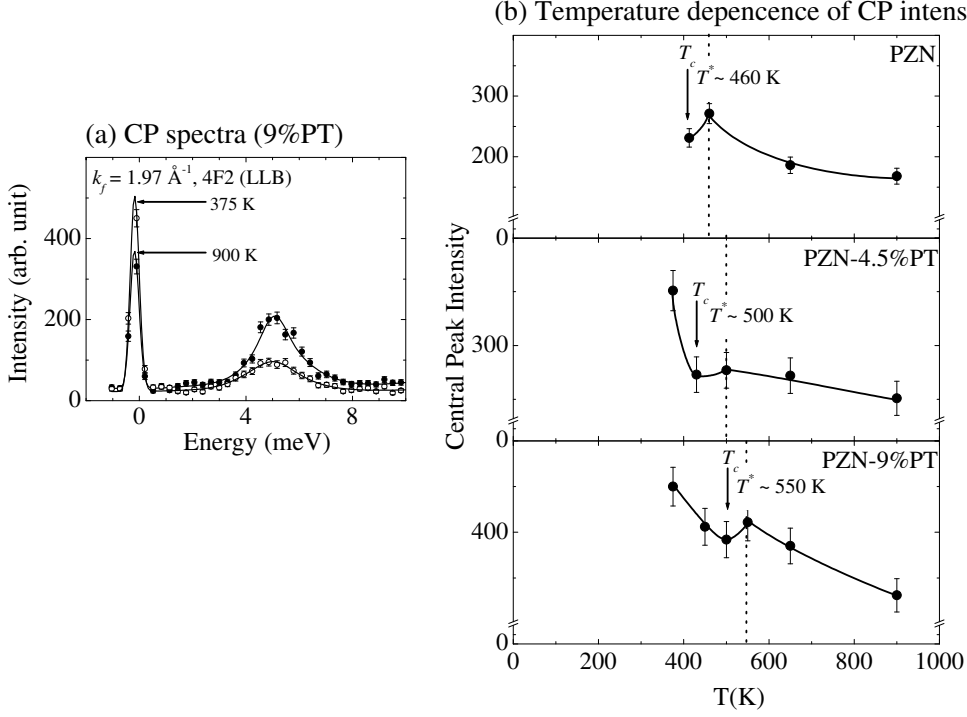 (b) Temperature depencence of CP intens
(a) CP spectra (9%PT)
k_f = 1.97 Å⁻¹, 4F2 (LLB)
375 K
900 K
Intensity (arb. unit)
400
200
0
0
4
8
Energy (meV)
Central Peak Intensity
PZN
T_c
T* ~ 460 K
300
200
0
PZN-4.5%PT
T_c
T* ~ 500 K
300
0
PZN-9%PT
T_c
T* ~ 550 K
400
0
0
200
400
600
800
1000
T(K)